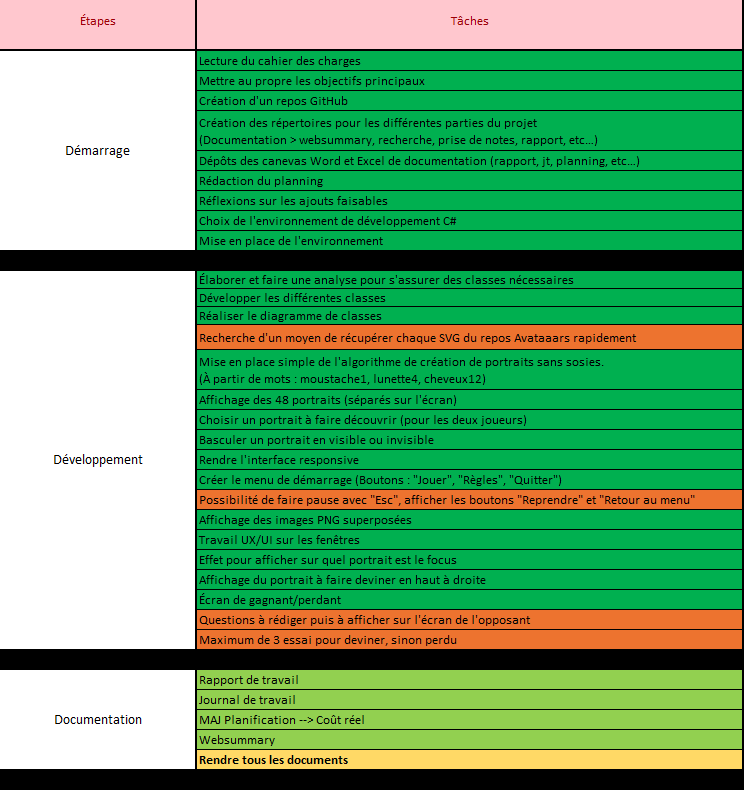 Étapes
Tâches
Démarrage
Lecture du cahier des charges
Mettre au propre les objectifs principaux
Création d'un repos GitHub
Création des répertoires pour les différentes parties du projet
(Documentation > websummary, recherche, prise de notes, rapport, etc...)
Dépôts des canevas Word et Excel de documentation (rapport, jt, planning, etc...)
Rédaction du planning
Réflexions sur les ajouts faisables
Choix de l'environnement de développement C#
Mise en place de l'environnement
Développement
Élaborer et faire une analyse pour s'assurer des classes nécessaires
Développer les différentes classes
Réaliser le diagramme de classes
Recherche d'un moyen de récupérer chaque SVG du repos Avataaars rapidement
Mise en place simple de l'algorithme de création de portraits sans sosies.
(À partir de mots : moustache1, lunette4, cheveux12)
Affichage des 48 portraits (séparés sur l'écran)
Choisir un portrait à faire découvrir (pour les deux joueurs)
Basculer un portrait en visible ou invisible
Rendre l'interface responsive
Créer le menu de démarrage (Boutons : "Jouer", "Règles", "Quitter")
Possibilité de faire pause avec "Esc", afficher les boutons "Reprendre" et "Retour au menu"
Affichage des images PNG superposées
Travail UX/UI sur les fenêtres
Effet pour afficher sur quel portrait est le focus
Affichage du portrait à faire deviner en haut à droite
Écran de gagnant/perdant
Questions à rédiger puis à afficher sur l'écran de l'opposant
Maximum de 3 essai pour deviner, sinon perdu
Documentation
Rapport de travail
Journal de travail
MAJ Planification --> Coût réel
Websummary
Rendre tous les documents